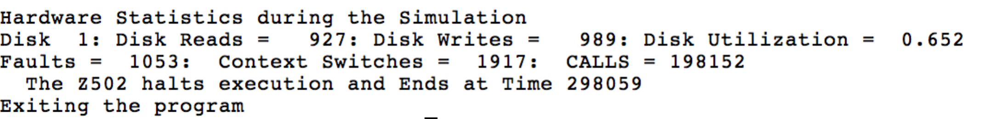 Hardware Statistics during the Simulation
Disk  1: Disk Reads =   927: Disk Writes =   989: Disk Utilization =  0.652
Faults =  1053:  Context Switches =  1917:  CALLS = 198152
  The Z502 halts execution and Ends at Time 298059
Exiting the program